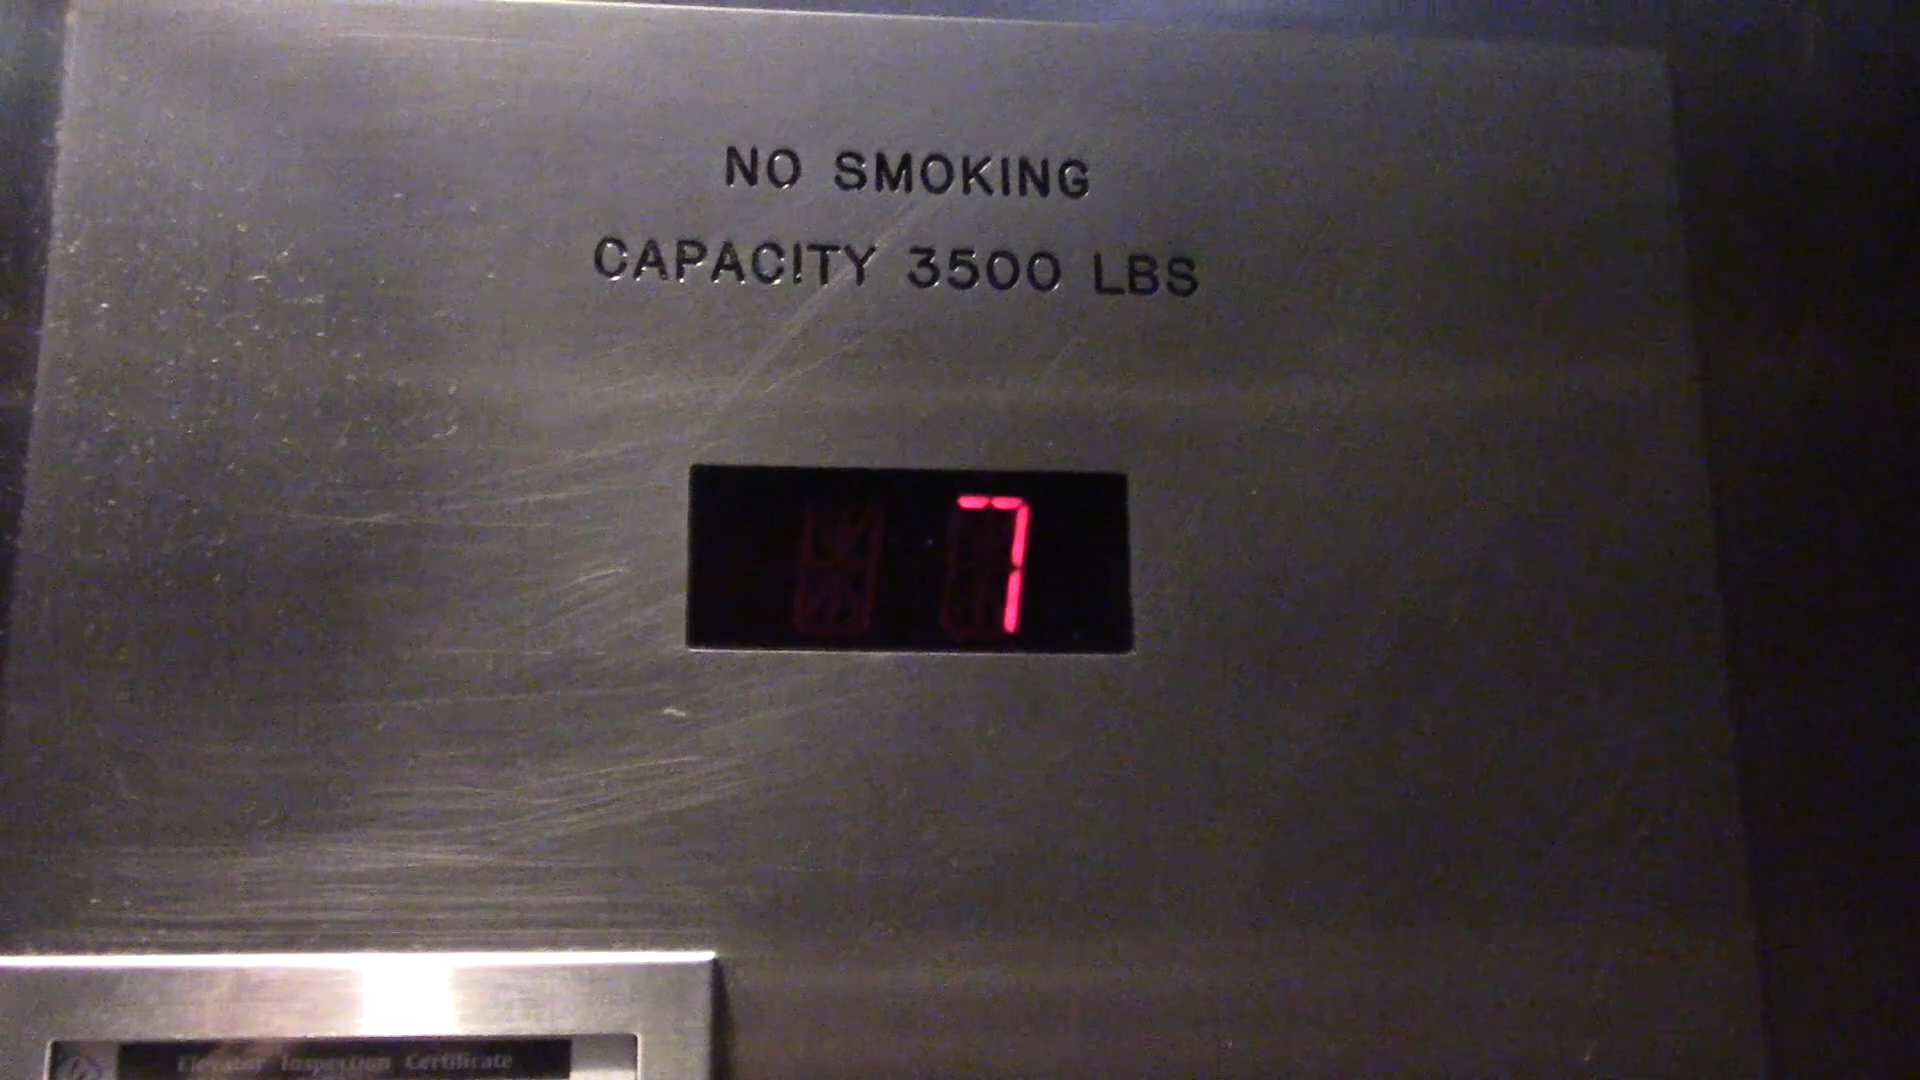 NO SMOKING
CAPACITY 3500 LBS
7
Elevator Inspection Certificate